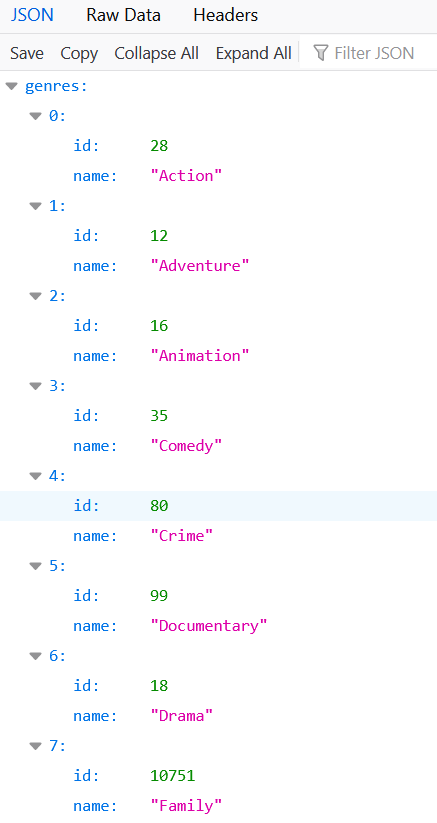 JSON Raw Data Headers
Save Copy Collapse All Expand All Filter JSON
genres:
0:
id: 28
name: "Action"
1:
id: 12
name: "Adventure"
2:
id: 16
name: "Animation"
3:
id: 35
name: "Comedy"
4:
id: 80
name: "Crime"
5:
id: 99
name: "Documentary"
6:
id: 18
name: "Drama"
7:
id: 10751
name: "Family"